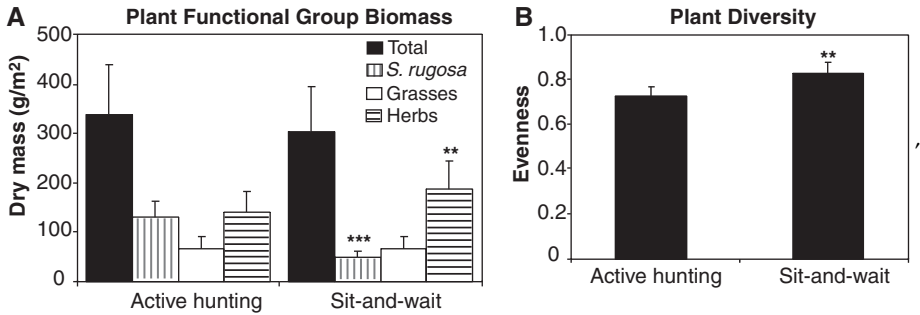 A
Plant Functional Group Biomass
Dry mass (g/m²)
500
400
300
200
100
0
Total
S. rugosa
Grasses
Herbs
***
**
Active hunting
Sit-and-wait
B
Plant Diversity
Evenness
1.0
0.8
0.6
0.4
0.2
0
**
Active hunting
Sit-and-wait
,